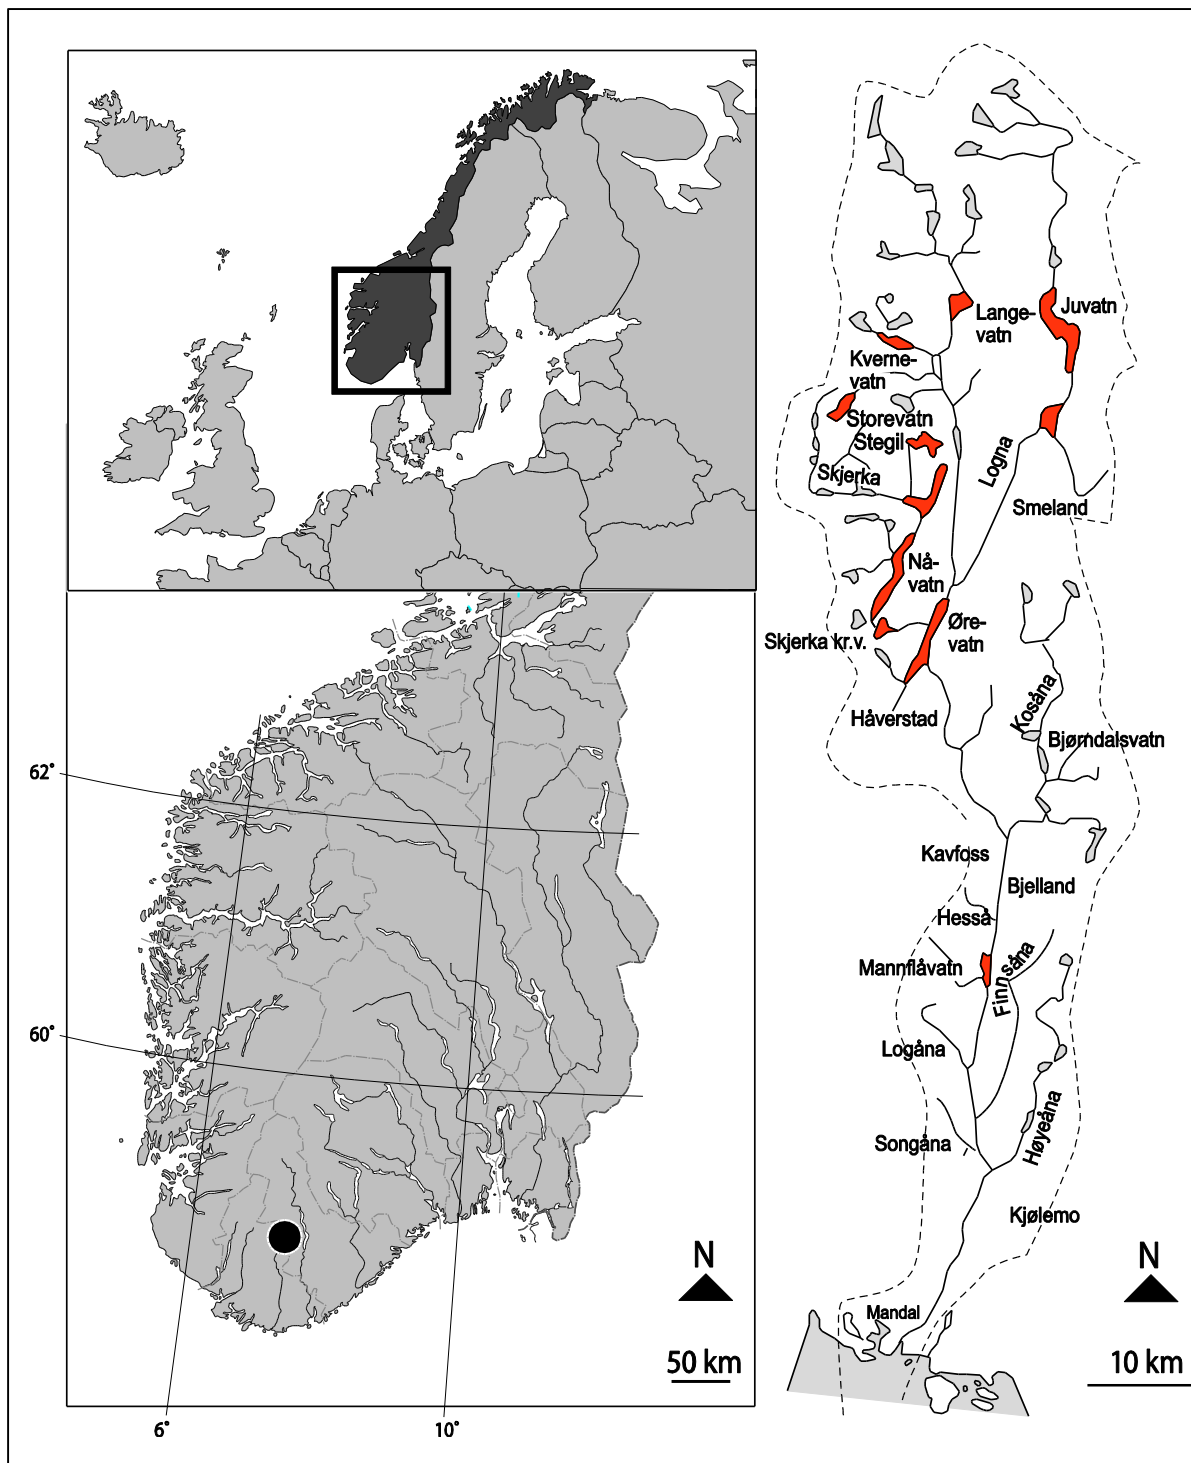 62°
60°
6°
10°
N
50 km
Lange-
vatn
Juvatn
Kverne-
vatn
Storevatn
Stegil
Skjerka
Logna
Smeland
Nå-
vatn
Øre-
vatn
Skjerka kr.v.
Håverstad
Kosåna
Bjørndalsvatn
Kavfoss
Bjelland
Hesså
Mannflåvatn
Finnsåna
Logåna
Songåna
Høyeåna
Kjølemo
Mandal
N
10 km